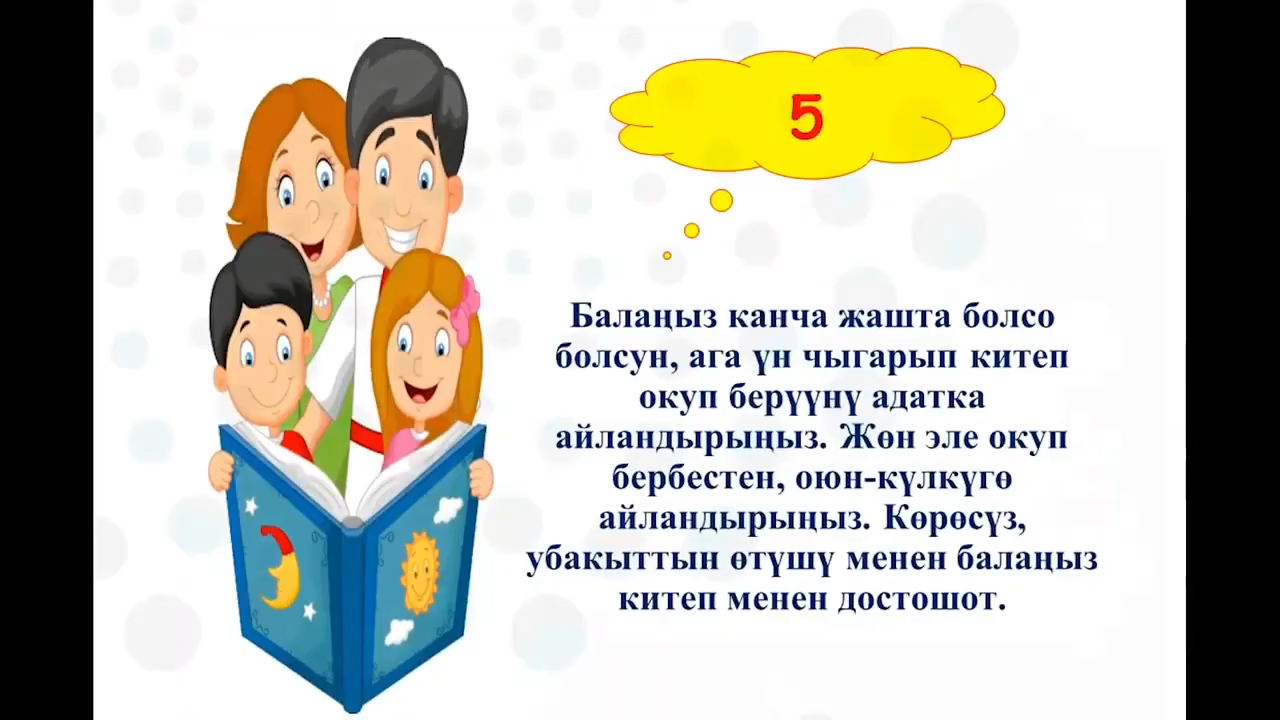 5
Балаңыз канча жашта болсо
болсун, ага үн чыгарып китеп
окуп берүүнү адатка
айландырыңыз. Жөн эле окуп
бербестен, оюн-күлкүгө
айландырыңыз. Көрөсүз,
убакыттын өтүшү менен балаңыз
китеп менен достошот.